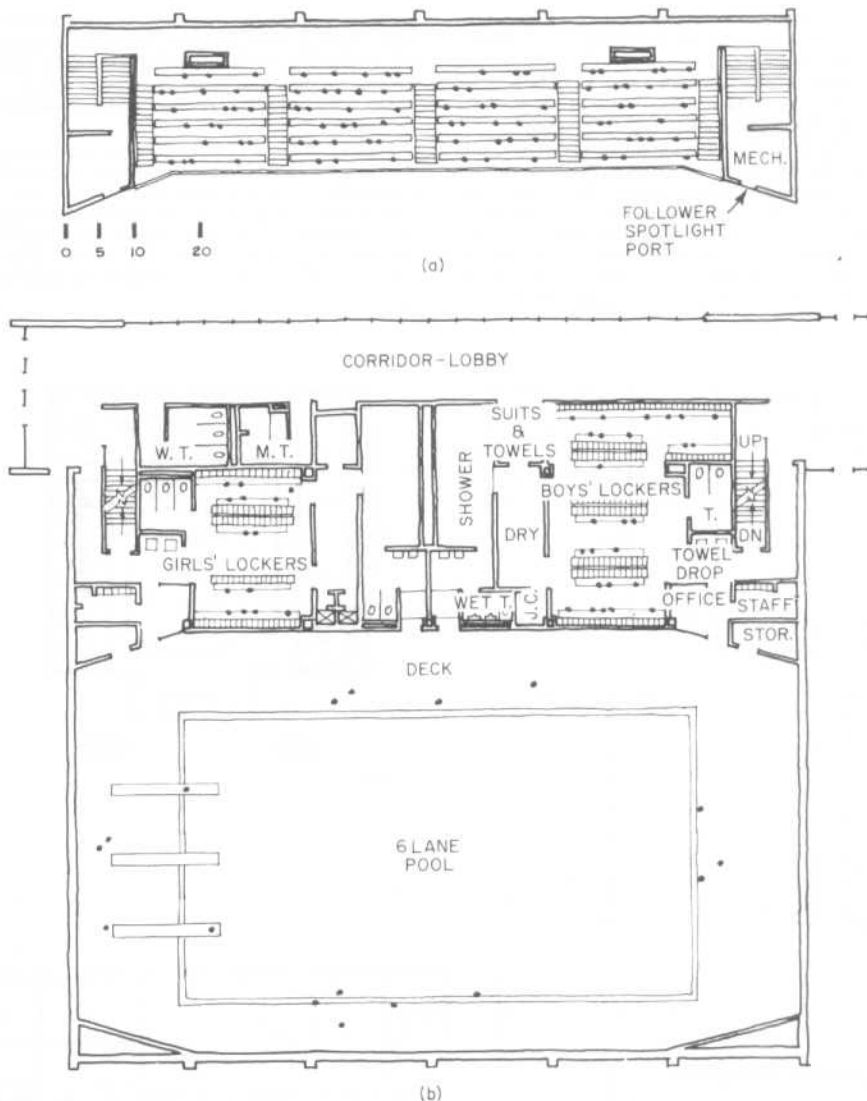 MECH.
FOLLOWER
SPOTLIGHT
PORT
0 5 10 20
(a)
CORRIDOR-LOBBY
W. T.
M. T.
SHOWER
SUITS
&
TOWELS
UP
BOYS' LOCKERS
T.
DRY
DN
GIRLS' LOCKERS
TOWEL
DROP
OFFICE
WET T.
J.C.
STAFF
STOR.
DECK
6 LANE
POOL
(b)